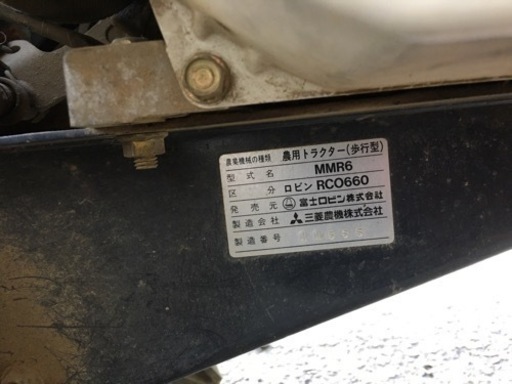 農業機械の種類 農用トラクター(歩行型)
型式名 MMR6
区分 ロビン RCO660
発売元 富士ロビン株式会社
製造会社 三菱農機株式会社
製造番号